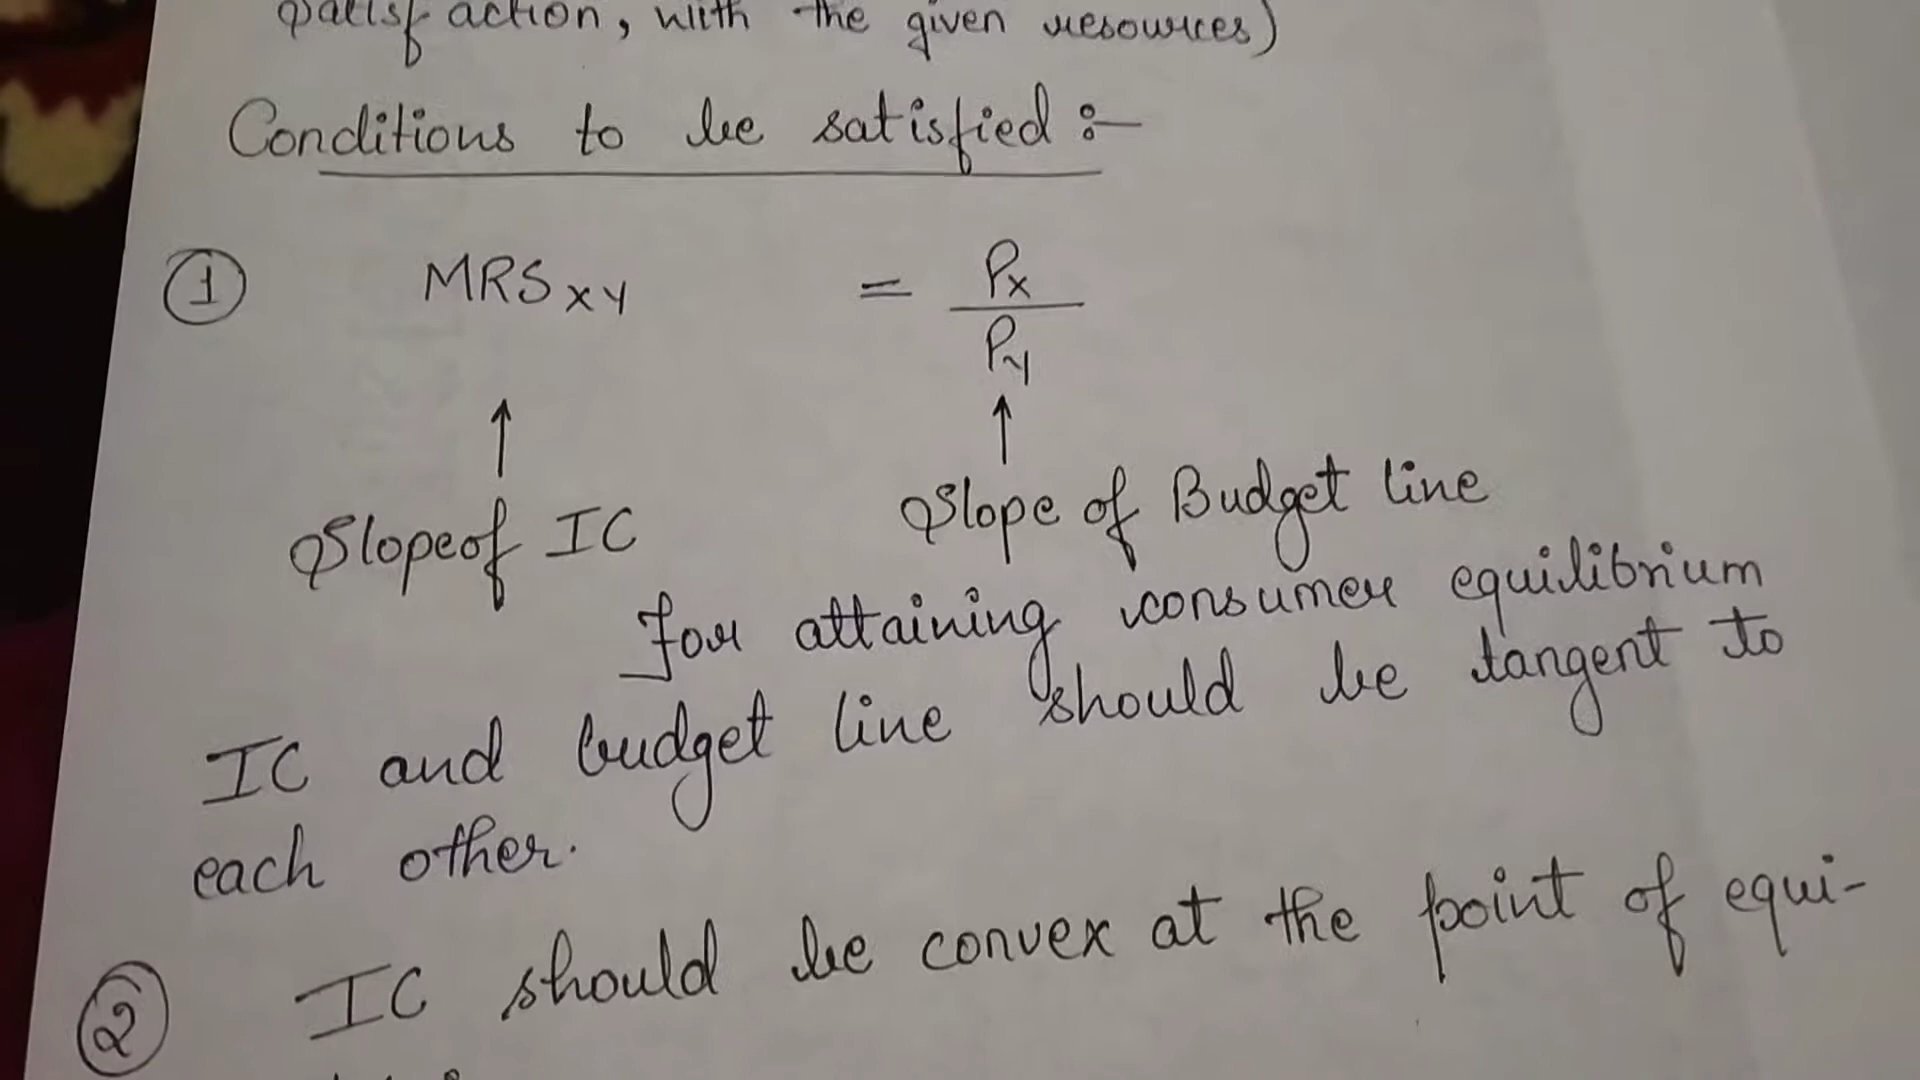 satisfaction, with the given resources)
Conditions to be satisfied :-
① MRSxy = Px / Py
↑ ↑
Slope of IC Slope of Budget line
for attaining consumer equilibrium
IC and budget line should be tangent to
each other.
② IC should be convex at the point of equi-